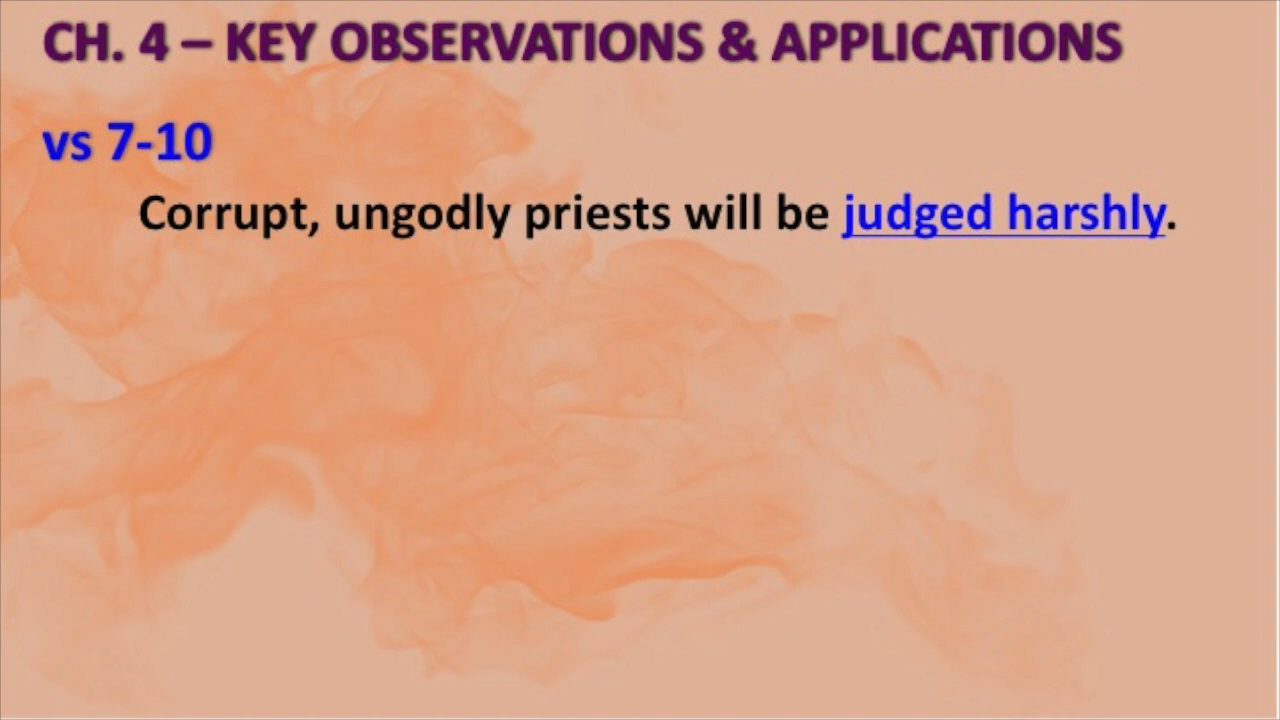 CH. 4 – KEY OBSERVATIONS & APPLICATIONS
vs 7-10
Corrupt, ungodly priests will be judged harshly.